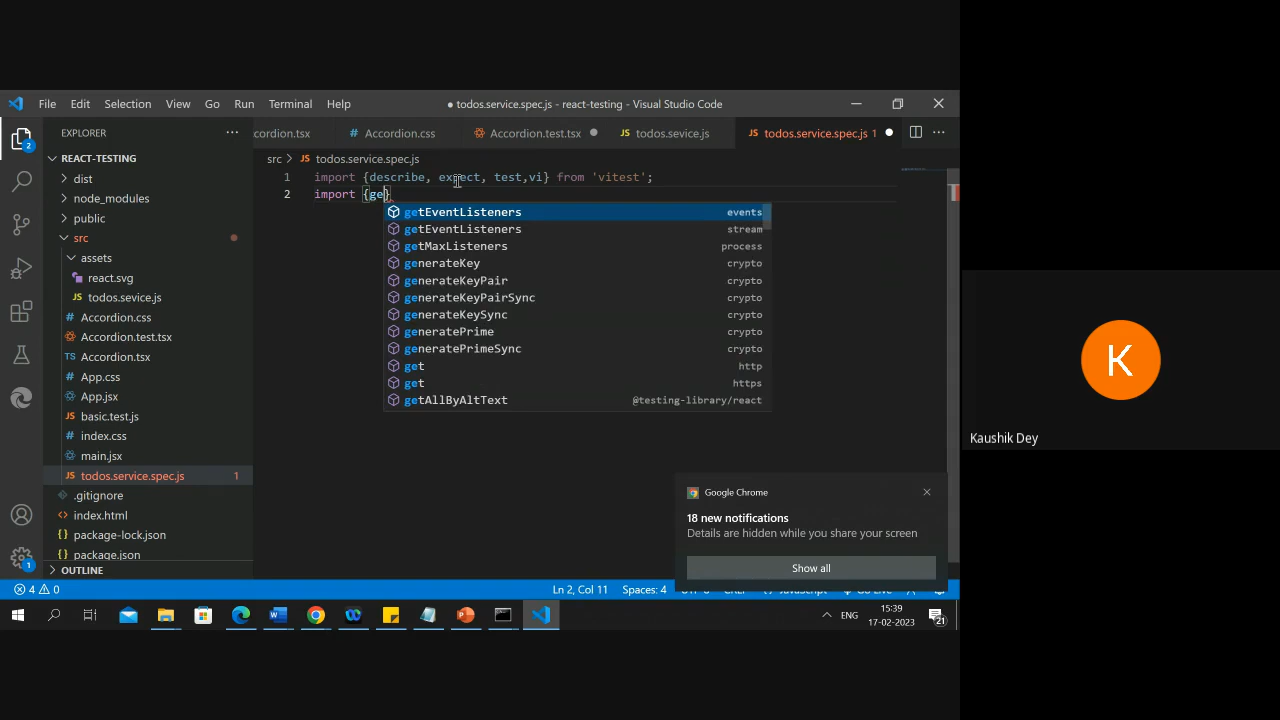 File Edit Selection View Go Run Terminal Help
● todos.service.spec.js - react-testing - Visual Studio Code
EXPLORER
cordion.tsx
# Accordion.css
Accordion.test.tsx
JS todos.sevice.js
JS todos.service.spec.js 1
REACT-TESTING
src > JS todos.service.spec.js
dist
node_modules
public
src
assets
react.svg
JS todos.sevice.js
# Accordion.css
Accordion.test.tsx
TS Accordion.tsx
# App.css
App.jsx
JS basic.test.js
# index.css
main.jsx
JS todos.service.spec.js 1
.gitignore
<> index.html
{} package-lock.json
{} package.json
OUTLINE
2
1
1 import {describe, expect, test,vi} from 'vitest';
2 import {ge}
getEventListeners events
getEventListeners stream
getMaxListeners process
generateKey crypto
generateKeyPair crypto
generateKeyPairSync crypto
generateKeySync crypto
generatePrime crypto
generatePrimeSync crypto
get http
get https
getAllByAltText @testing-library/react
Google Chrome
18 new notifications
Details are hidden while you share your screen
Show all
4 0
Ln 2, Col 11 Spaces: 4
ENG
15:39
17-02-2023
21
K
Kaushik Dey